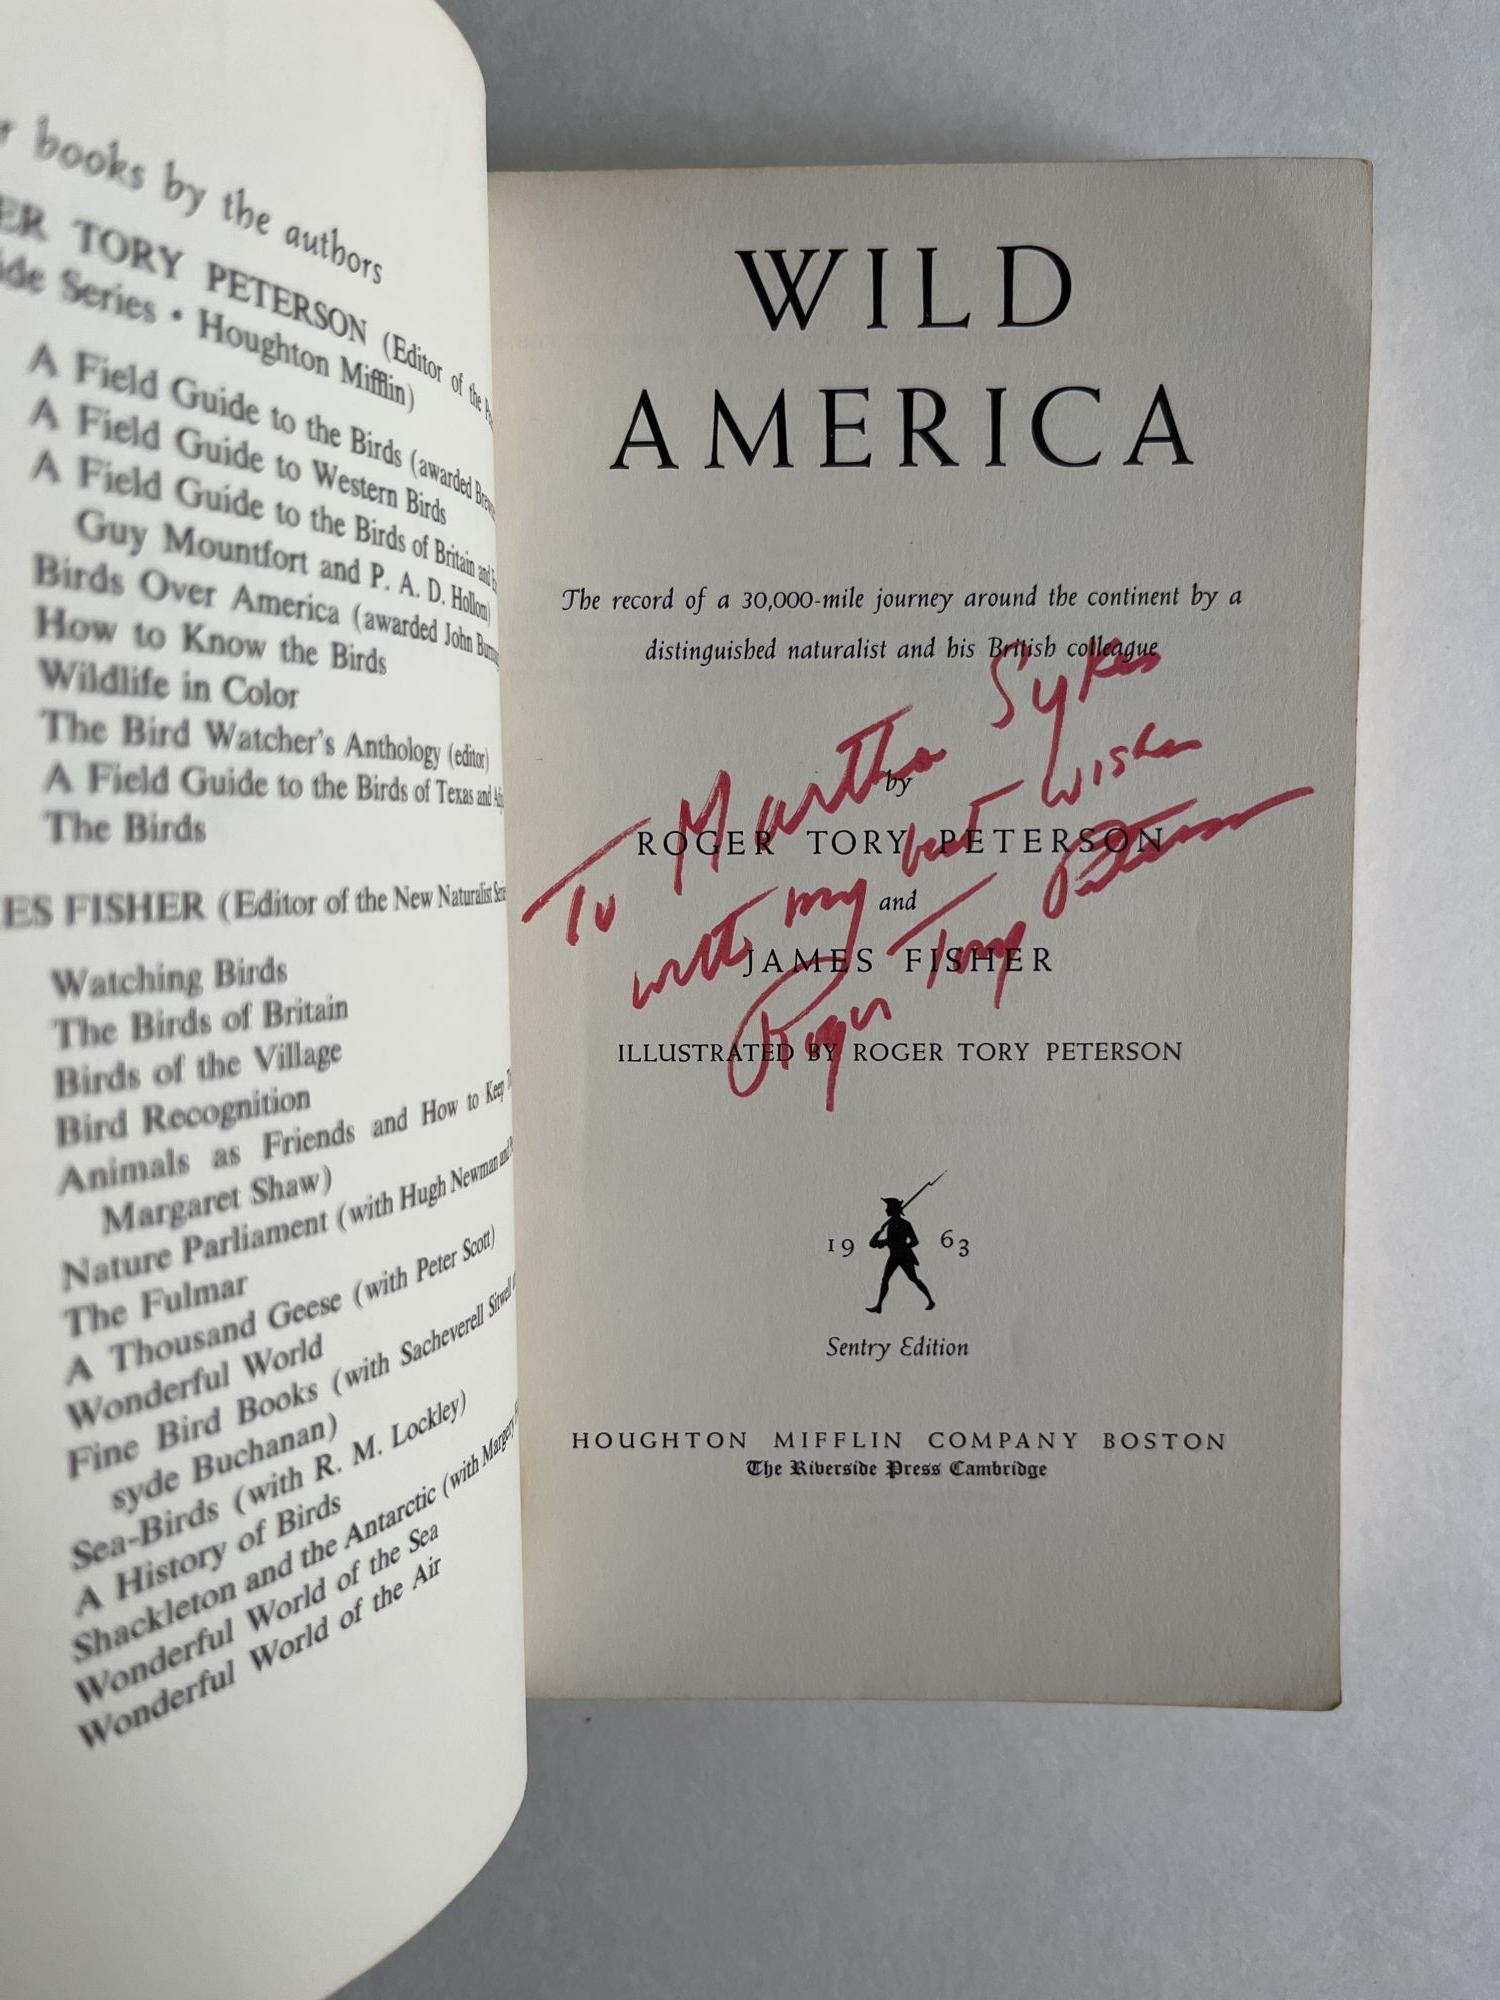 books by the authors
TORY PETERSON (Editor of the
Series • Houghton Mifflin)
A Field Guide to the Birds (awarded
A Field Guide to Western Birds
A Field Guide to the Birds of Britain and
Guy Mountfort and P. A. D. Hollom)
Birds Over America (awarded John
How to Know the Birds
Wildlife in Color
The Bird Watcher's Anthology (editor)
A Field Guide to the Birds of Texas and
The Birds
FISHER (Editor of the New Naturalist
Watching Birds
The Birds of Britain
Birds of the Village
Bird Recognition
Animals as Friends and How to Keep
Margaret Shaw)
Nature Parliament (with Hugh Newman and
The Fulmar
A Thousand Geese (with Peter Scott)
Wonderful World
Fine Bird Books (with Sacheverell Sitwell
syde Buchanan)
Sea-Birds (with R. M. Lockley)
A History of Birds
Shackleton and the Antarctic (with Margery
Wonderful World of the Sea
Wonderful World of the Air
WILD
AMERICA
The record of a 30,000-mile journey around the continent by a
distinguished naturalist and his British colleague
To Martha Sykes
with my best wishes
Roger Tory Peterson
by
ROGER TORY PETERSON
and
JAMES FISHER
ILLUSTRATED BY ROGER TORY PETERSON
19 63
Sentry Edition
HOUGHTON MIFFLIN COMPANY BOSTON
The Riverside Press Cambridge